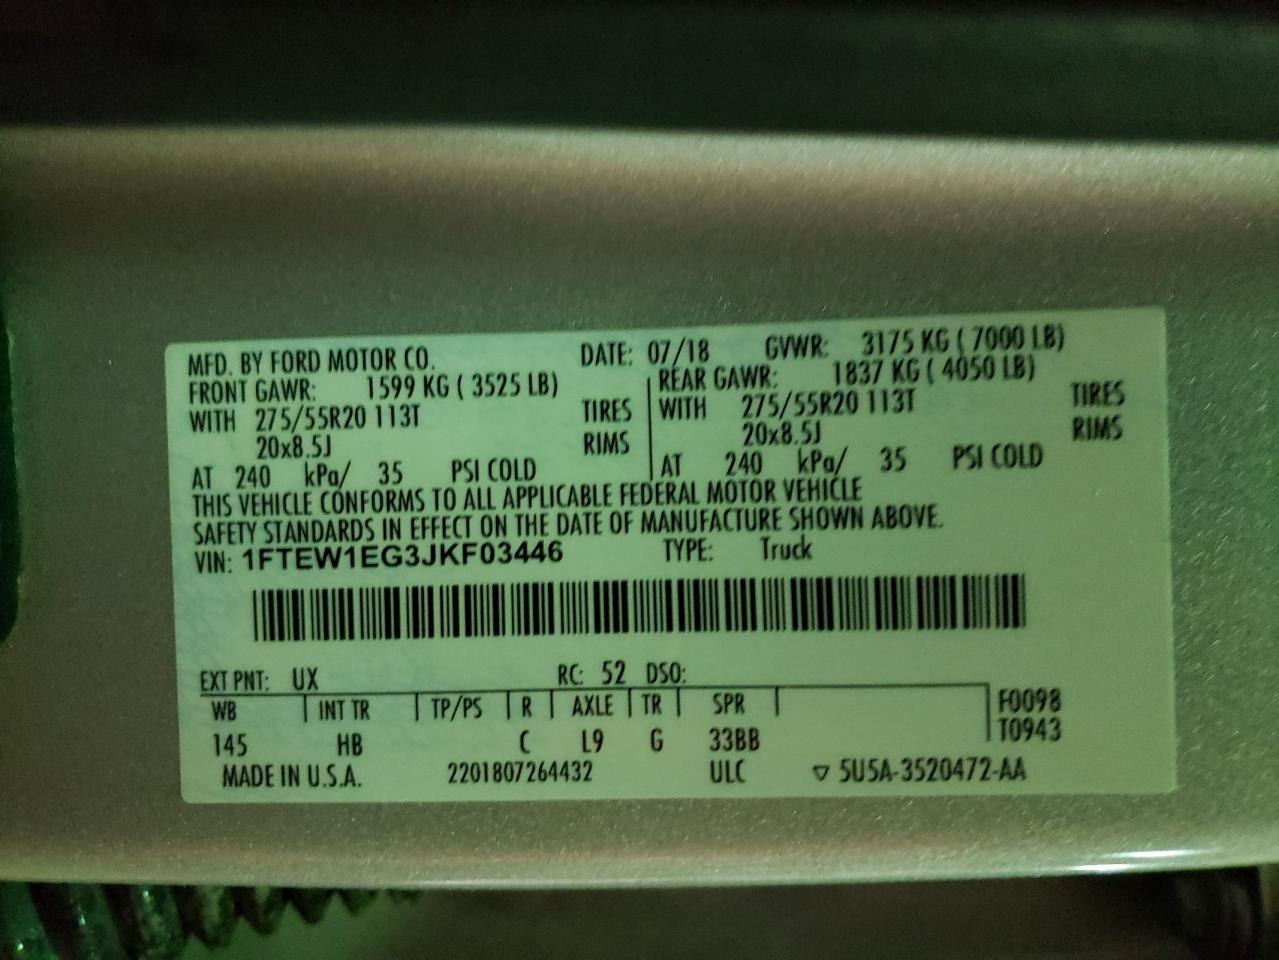 MFD. BY FORD MOTOR CO. DATE: 07/18 GVWR: 3175 KG ( 7000 LB)
FRONT GAWR: 1599 KG ( 3525 LB) REAR GAWR: 1837 KG ( 4050 LB)
WITH 275/55R20 113T TIRES WITH 275/55R20 113T TIRES
20x8.5J RIMS 20x8.5J RIMS
AT 240 kPa/ 35 PSI COLD AT 240 kPa/ 35 PSI COLD
THIS VEHICLE CONFORMS TO ALL APPLICABLE FEDERAL MOTOR VEHICLE
SAFETY STANDARDS IN EFFECT ON THE DATE OF MANUFACTURE SHOWN ABOVE.
VIN: 1FTEW1EG3JKF03446 TYPE: Truck
EXT PNT: UX RC: 52 DSO:
WB INT TR TP/PS R AXLE TR SPR F0098
T0943
145 HB C L9 G 33BB
MADE IN U.S.A. 2201807264432 ULC ▽ 5U5A-3520472-AA